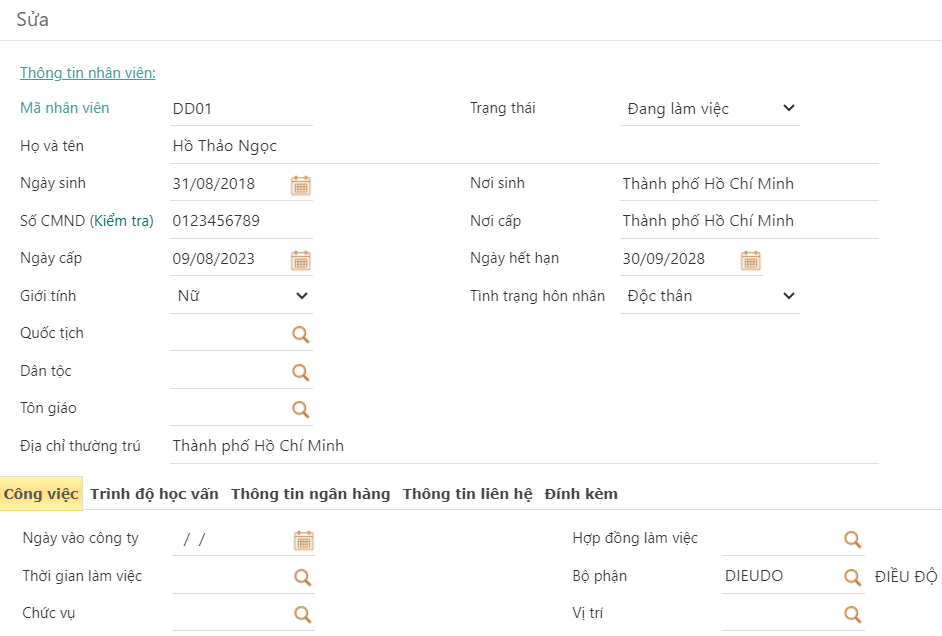 Sửa
Thông tin nhân viên:
Mã nhân viên DD01 Trạng thái Đang làm việc
Họ và tên Hồ Thảo Ngọc
Ngày sinh 31/08/2018 Nơi sinh Thành phố Hồ Chí Minh
Số CMND (Kiểm tra) 0123456789 Nơi cấp Thành phố Hồ Chí Minh
Ngày cấp 09/08/2023 Ngày hết hạn 30/09/2028
Giới tính Nữ Tình trạng hôn nhân Độc thân
Quốc tịch
Dân tộc
Tôn giáo
Địa chỉ thường trú Thành phố Hồ Chí Minh
Công việc Trình độ học vấn Thông tin ngân hàng Thông tin liên hệ Đính kèm
Ngày vào công ty / / Hợp đồng làm việc
Thời gian làm việc Bộ phận DIEUDO ĐIỀU ĐỘ
Chức vụ Vị trí